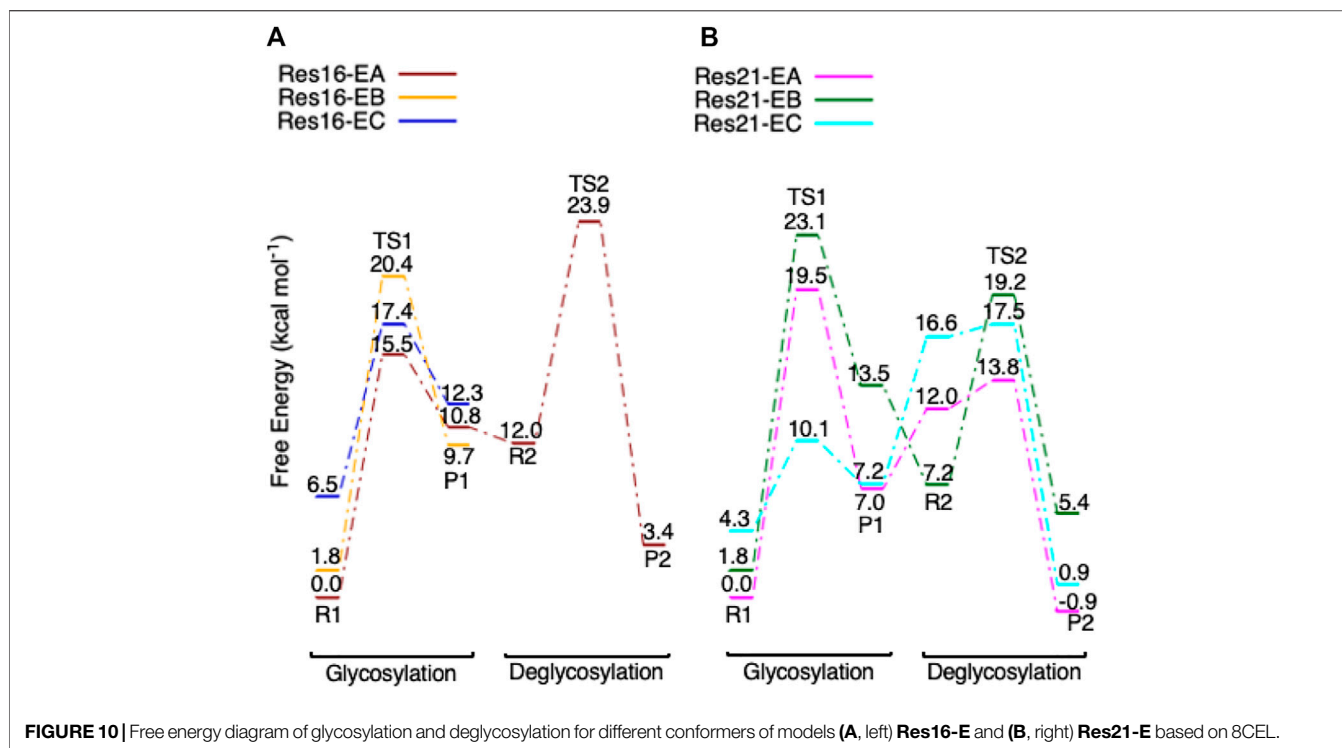 A
Res16-EA
Res16-EB
Res16-EC
Free Energy (kcal mol⁻¹)
TS1
20.4
17.4
15.5
6.5
1.8
0.0
R1
12.3
10.8
9.7
P1
12.0
R2
TS2
23.9
3.4
P2
Glycosylation
Deglycosylation
B
Res21-EA
Res21-EB
Res21-EC
TS1
23.1
19.5
10.1
4.3
1.8
0.0
R1
13.5
7.2
7.0
P1
16.6
12.0
7.2
R2
TS2
19.2
17.5
13.8
5.4
0.9
-0.9
P2
Glycosylation
Deglycosylation
FIGURE 10 | Free energy diagram of glycosylation and deglycosylation for different conformers of models (A, left) Res16-E and (B, right) Res21-E based on 8CEL.